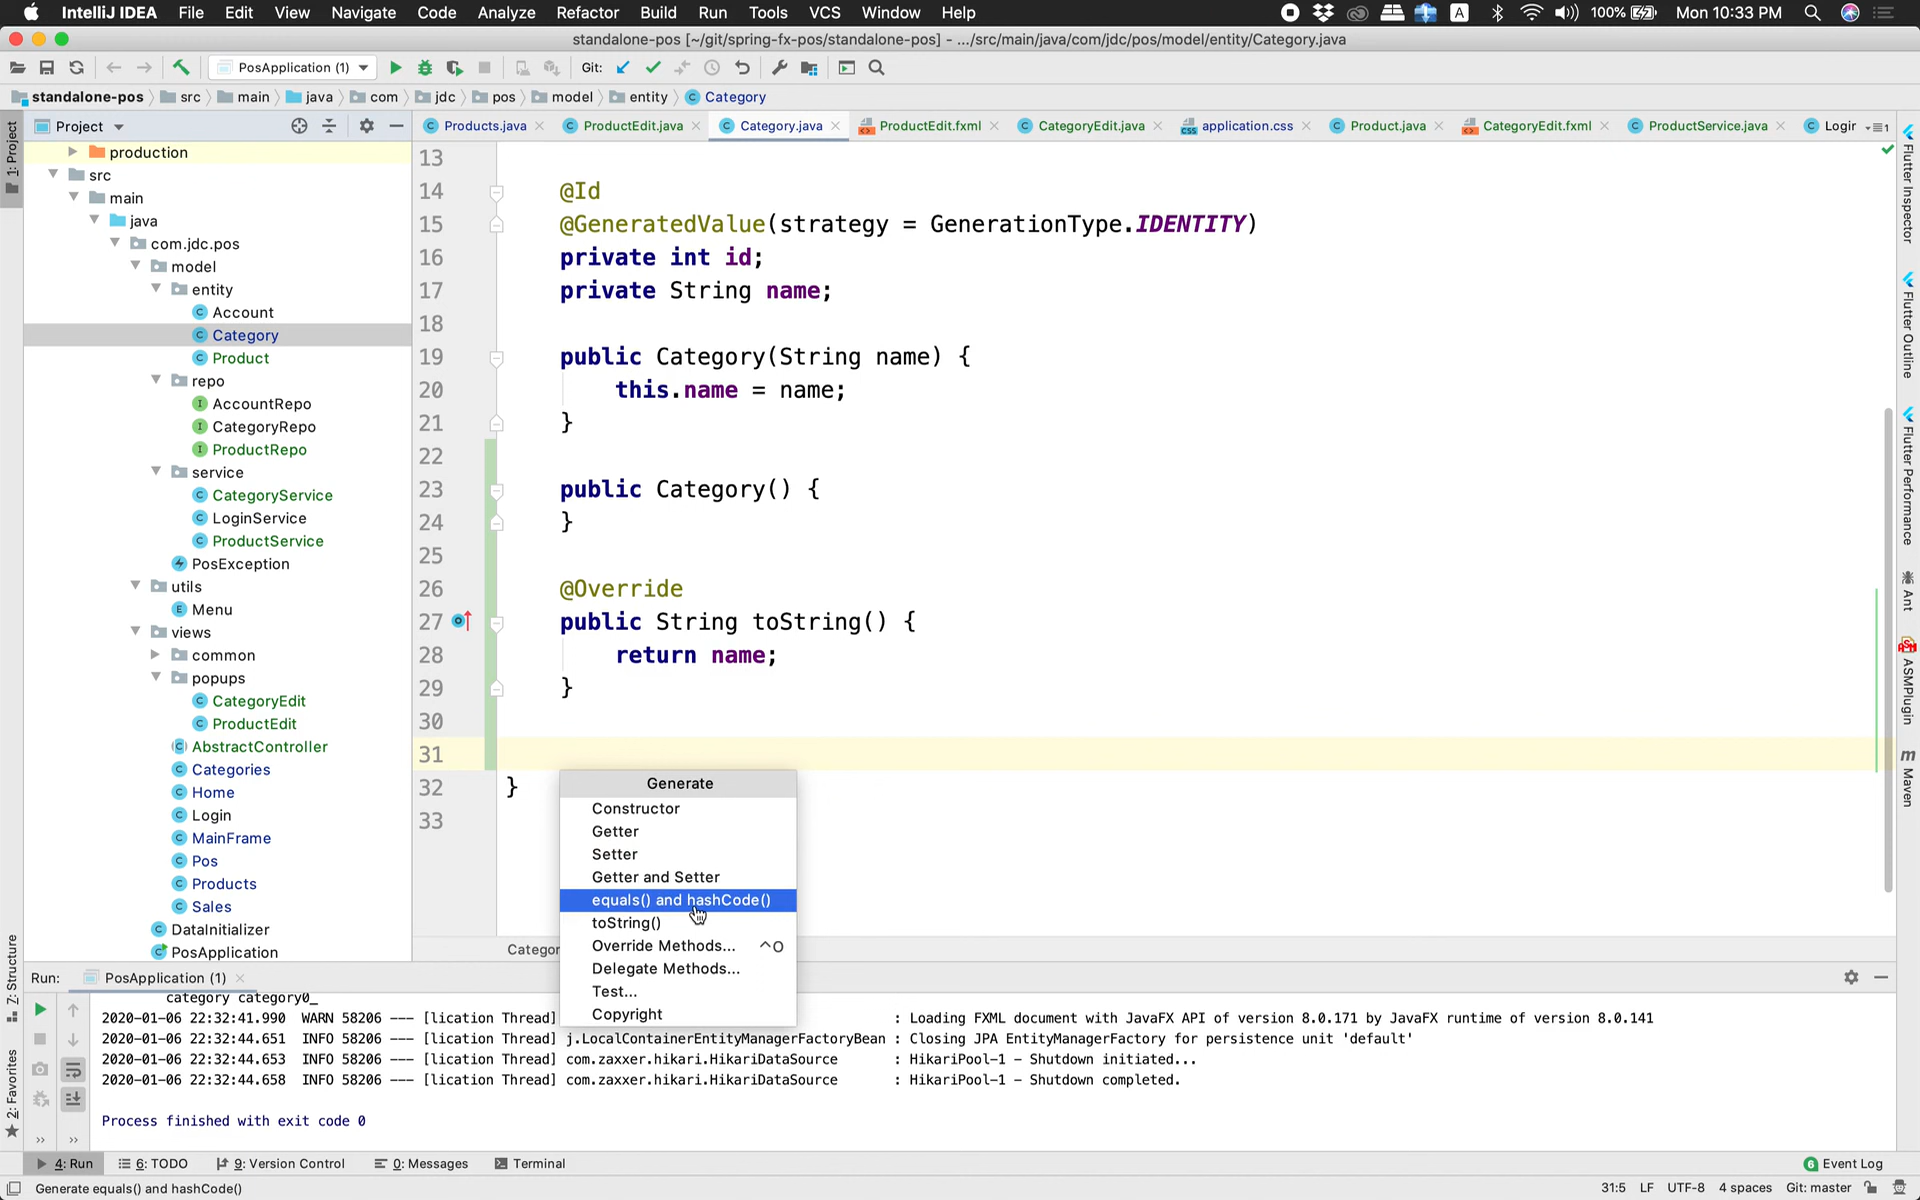 IntelliJ IDEA File Edit View Navigate Code Analyze Refactor Build Run Tools VCS Window Help A 100% Mon 10:33 PM
standalone-pos [~/git/spring-fx-pos/standalone-pos] - .../src/main/java/com/jdc/pos/model/entity/Category.java
PosApplication (1) Git:
standalone-pos src main java com jdc pos model entity Category
Project
Products.java ProductEdit.java Category.java ProductEdit.fxml CategoryEdit.java application.css Product.java CategoryEdit.fxml ProductService.java Logir
1: Project
Z: Structure
2: Favorites
production
src
main
java
com.jdc.pos
model
entity
Account
Category
Product
repo
AccountRepo
CategoryRepo
ProductRepo
service
CategoryService
LoginService
ProductService
PosException
utils
Menu
views
common
popups
CategoryEdit
ProductEdit
AbstractController
Categories
Home
Login
MainFrame
Pos
Products
Sales
DataInitializer
PosApplication
13
14 @Id
15 @GeneratedValue(strategy = GenerationType.IDENTITY)
16 private int id;
17 private String name;
18
19 public Category(String name) {
20 this.name = name;
21 }
22
23 public Category() {
24 }
25
26 @Override
27 public String toString() {
28 return name;
29 }
30
31
32 }
33
Generate
Constructor
Getter
Setter
Getter and Setter
equals() and hashCode()
toString()
Override Methods... ^O
Delegate Methods...
Test...
Copyright
Categor
Flutter Inspector
Flutter Outline
Flutter Performance
Ant
ASMPlugin
Maven
Run: PosApplication (1)
category category0_
2020-01-06 22:32:41.990 WARN 58206 --- [lication Thread] : Loading FXML document with JavaFX API of version 8.0.171 by JavaFX runtime of version 8.0.141
2020-01-06 22:32:44.651 INFO 58206 --- [lication Thread] j.LocalContainerEntityManagerFactoryBean : Closing JPA EntityManagerFactory for persistence unit 'default'
2020-01-06 22:32:44.653 INFO 58206 --- [lication Thread] com.zaxxer.hikari.HikariDataSource : HikariPool-1 - Shutdown initiated...
2020-01-06 22:32:44.658 INFO 58206 --- [lication Thread] com.zaxxer.hikari.HikariDataSource : HikariPool-1 - Shutdown completed.
Process finished with exit code 0
4: Run 6: TODO 9: Version Control 0: Messages Terminal 6 Event Log
Generate equals() and hashCode() 31:5 LF UTF-8 4 spaces Git: master